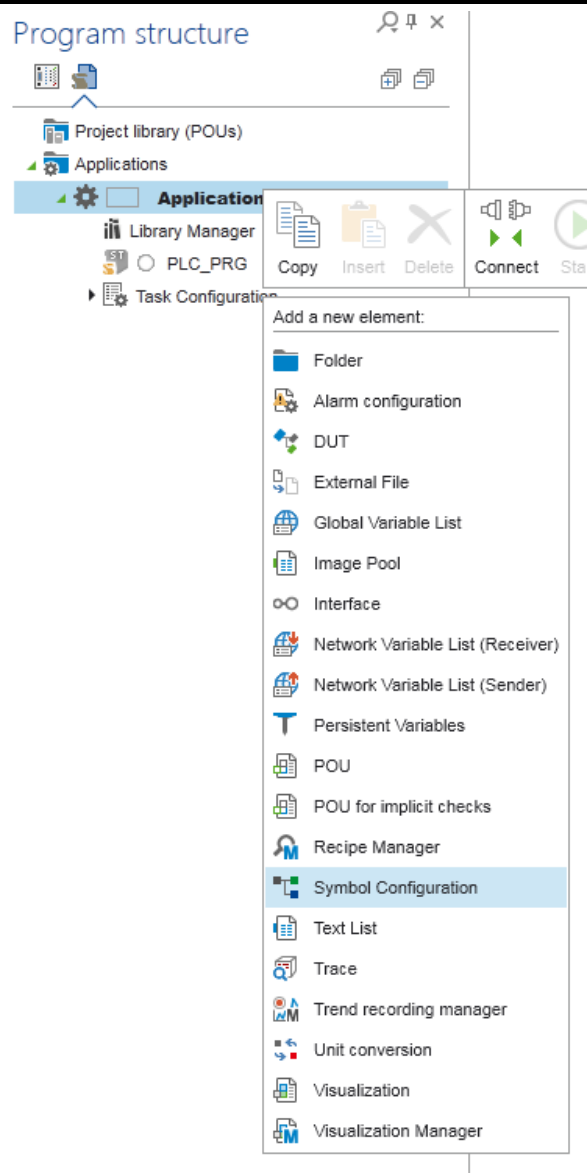 Program structure
Project library (POUs)
Applications
Application
Library Manager
PLC_PRG
Task Configuration
Copy
Insert
Delete
Connect
Add a new element:
Folder
Alarm configuration
DUT
External File
Global Variable List
Image Pool
Interface
Network Variable List (Receiver)
Network Variable List (Sender)
Persistent Variables
POU
POU for implicit checks
Recipe Manager
Symbol Configuration
Text List
Trace
Trend recording manager
Unit conversion
Visualization
Visualization Manager